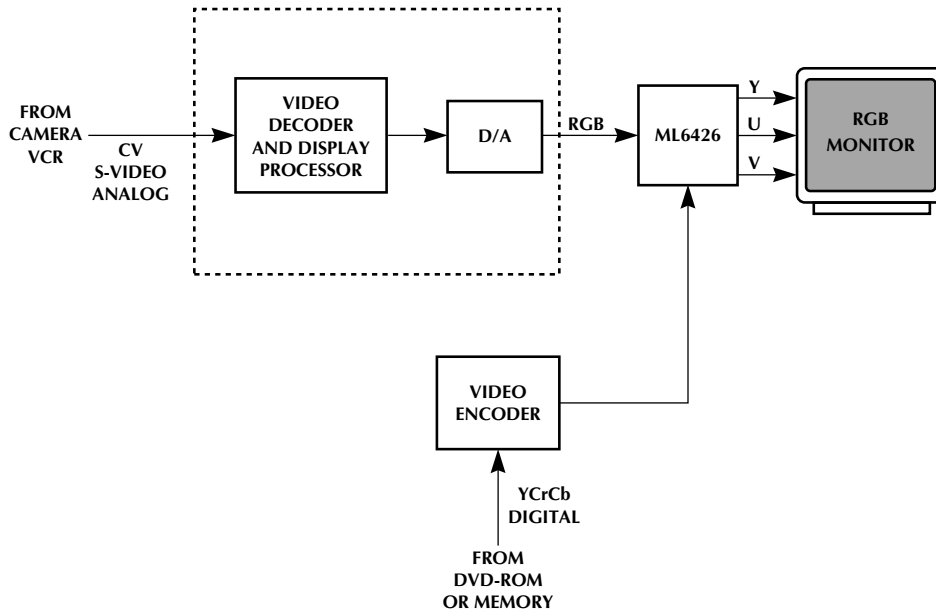 FROM
CAMERA
VCR
CV
S-VIDEO
ANALOG
VIDEO
DECODER
AND DISPLAY
PROCESSOR
D/A
RGB
ML6426
Y
U
V
RGB
MONITOR
VIDEO
ENCODER
YCrCb
DIGITAL
FROM
DVD-ROM
OR MEMORY